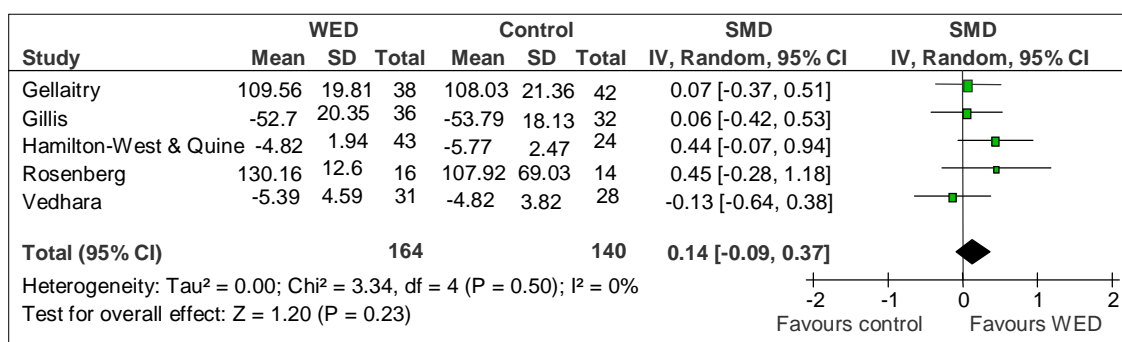 WED Control SMD SMD
Study Mean SD Total Mean SD Total IV, Random, 95% CI IV, Random, 95% CI
Gellaitry 109.56 19.81 38 108.03 21.36 42 0.07 [-0.37, 0.51]
Gillis -52.7 20.35 36 -53.79 18.13 32 0.06 [-0.42, 0.53]
Hamilton-West & Quine -4.82 1.94 43 -5.77 2.47 24 0.44 [-0.07, 0.94]
Rosenberg 130.16 12.6 16 107.92 69.03 14 0.45 [-0.28, 1.18]
Vedhara -5.39 4.59 31 -4.82 3.82 28 -0.13 [-0.64, 0.38]
Total (95% CI) 164 140 0.14 [-0.09, 0.37]
Heterogeneity: Tau² = 0.00; Chi² = 3.34, df = 4 (P = 0.50); I² = 0%
Test for overall effect: Z = 1.20 (P = 0.23)
-2 -1 0 1 2
Favours control Favours WED